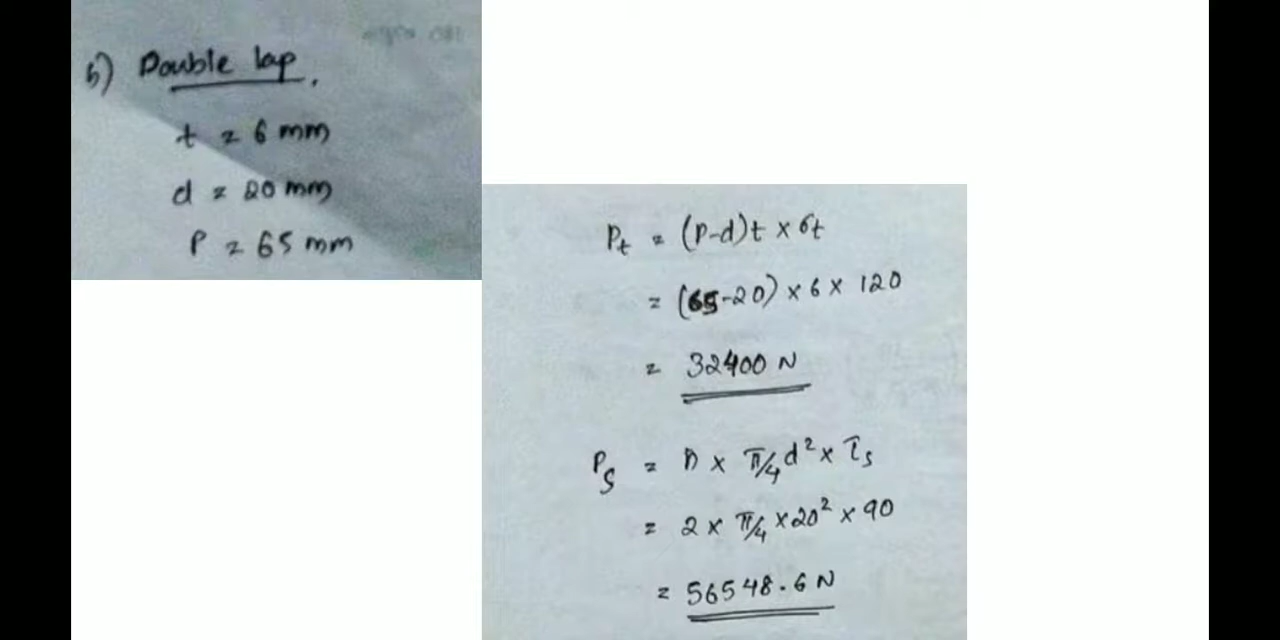 b) Double lap.
t = 6 mm
d = 20 mm
P = 65 mm
Pt = (P-d)t × σt
= (65-20) × 6 × 120
= 32400 N
Ps = n × π/4 d² × τs
= 2 × π/4 × 20² × 90
= 56548.6 N